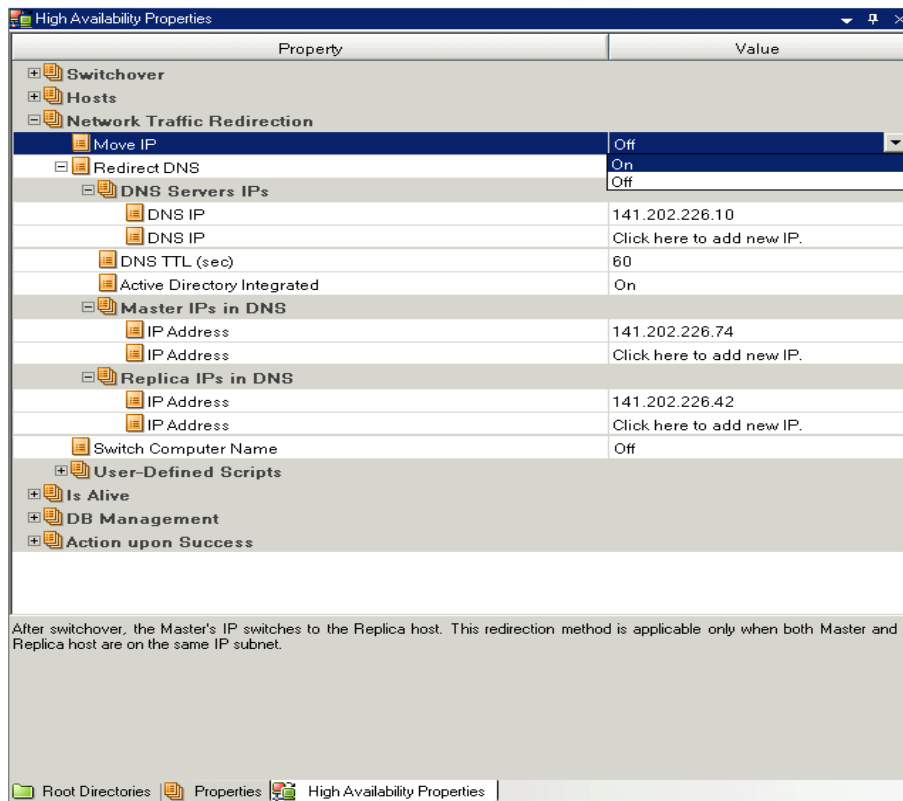 High Availability Properties
Property Value
Switchover
Hosts
Network Traffic Redirection
Move IP Off
On
Redirect DNS
Off
DNS Servers IPs
DNS IP 141.202.226.10
DNS IP Click here to add new IP.
DNS TTL (sec) 60
Active Directory Integrated On
Master IPs in DNS
IP Address 141.202.226.74
IP Address Click here to add new IP.
Replica IPs in DNS
IP Address 141.202.226.42
IP Address Click here to add new IP.
Switch Computer Name Off
User-Defined Scripts
Is Alive
DB Management
Action upon Success
After switchover, the Master's IP switches to the Replica host. This redirection method is applicable only when both Master and
Replica host are on the same IP subnet.
Root Directories Properties High Availability Properties